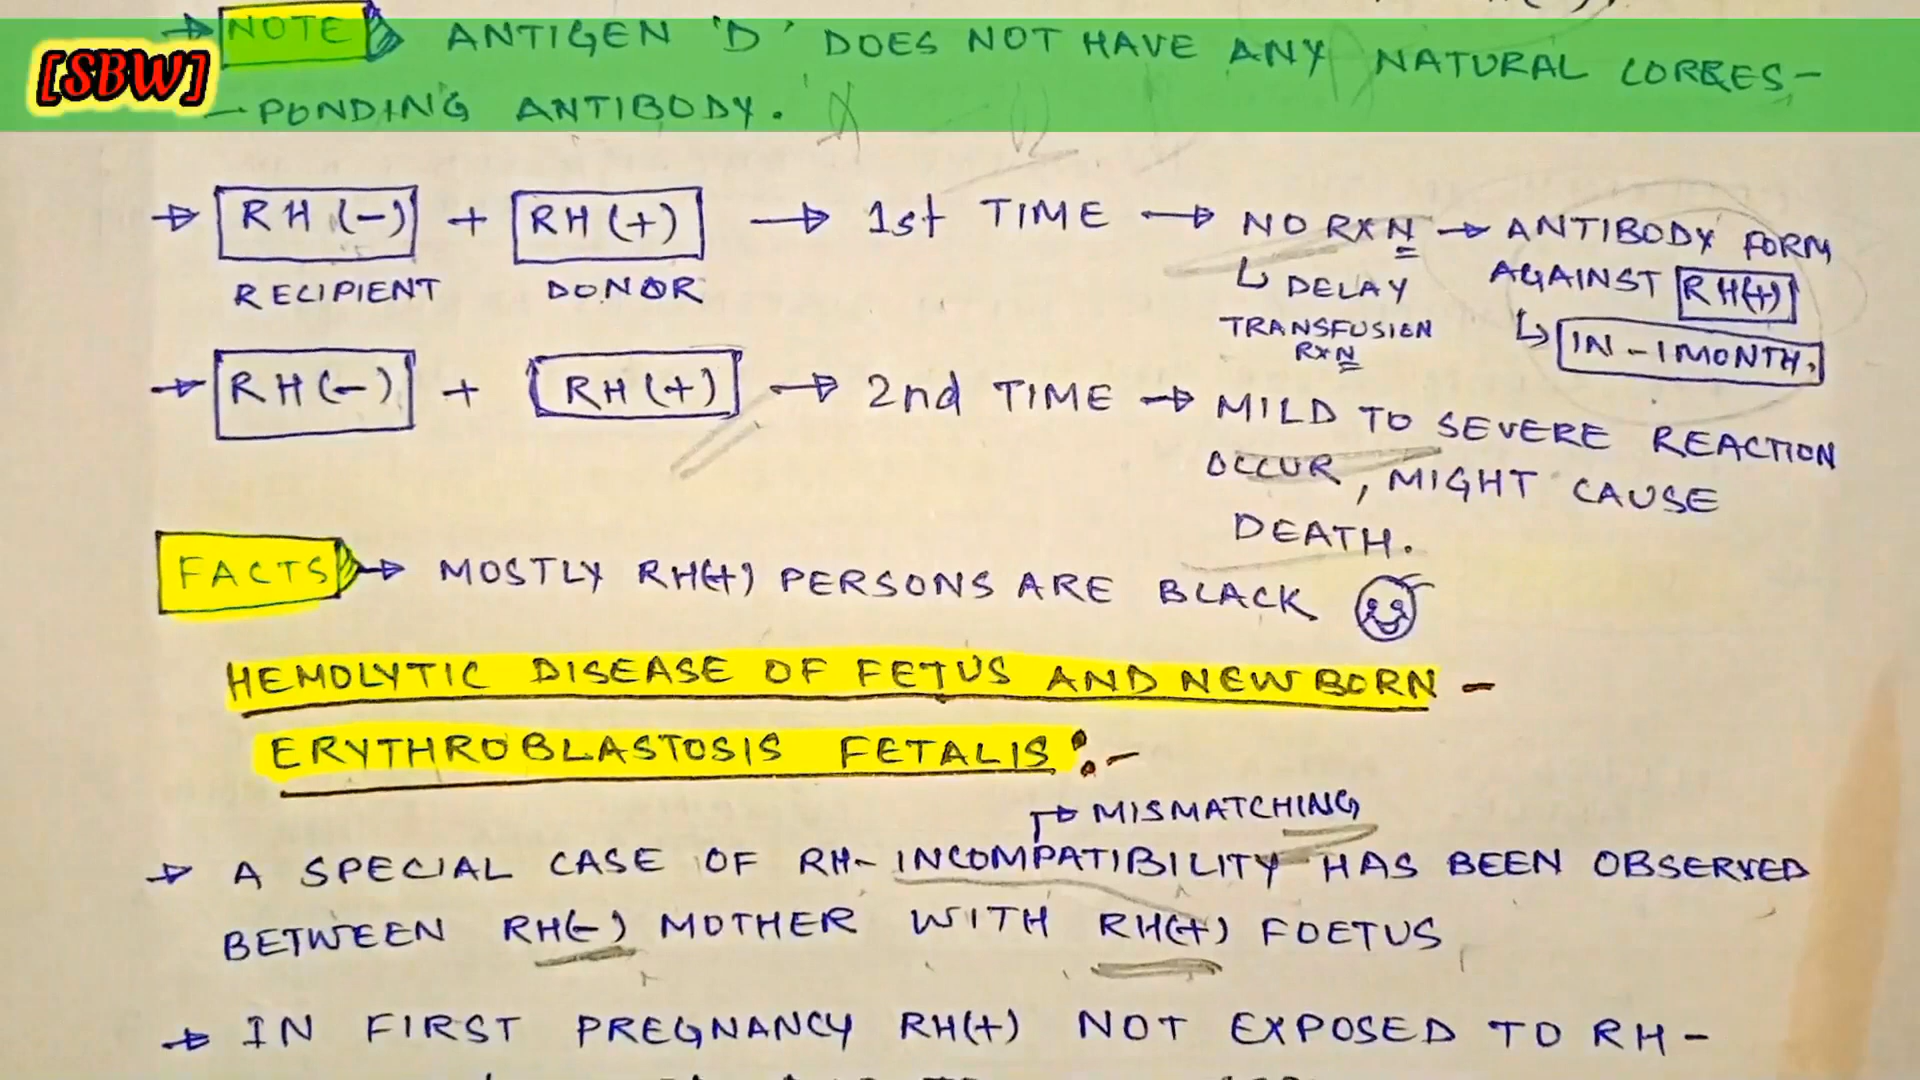 NOTE ANTIGEN 'D' DOES NOT HAVE ANY NATURAL CORRES-
[SBW]
-PONDING ANTIBODY.
→ RH (-) + RH (+) → 1st TIME → NO RXN → ANTIBODY FORM
RECIPIENT DONOR ↳ DELAY AGAINST RH(+)
TRANSFUSION RXN ↳ IN - 1 MONTH.
→ RH (-) + RH (+) → 2nd TIME → MILD TO SEVERE REACTION
OCCUR, MIGHT CAUSE
DEATH.
FACTS → MOSTLY RH(+) PERSONS ARE BLACK
HEMOLYTIC DISEASE OF FETUS AND NEW BORN -
ERYTHROBLASTOSIS FETALIS :-
→ MISMATCHING
→ A SPECIAL CASE OF RH- INCOMPATIBILITY HAS BEEN OBSERVED
BETWEEN RH(-) MOTHER WITH RH(+) FOETUS
→ IN FIRST PREGNANCY RH(+) NOT EXPOSED TO RH -